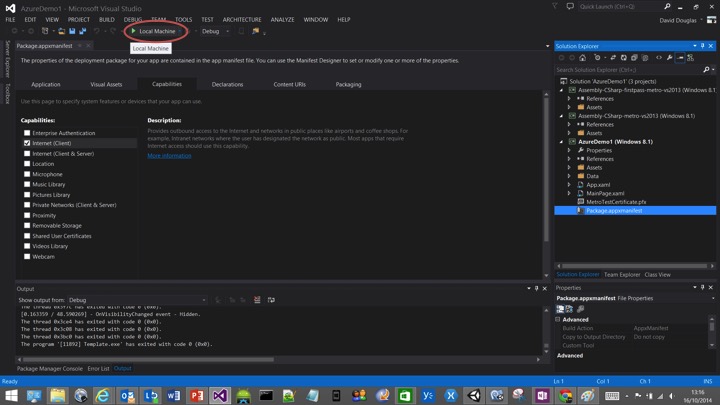 AzureDemo1 - Microsoft Visual Studio
Quick Launch (Ctrl+Q)
FILE EDIT VIEW PROJECT BUILD DEBUG TEAM TOOLS TEST ARCHITECTURE ANALYZE WINDOW HELP
David Douglas
Local Machine
Debug
Local Machine
Server Explorer
Toolbox
Package.appxmanifest
The properties of the deployment package for your app are contained in the app manifest file. You can use the Manifest Designer to set or modify one or more of the properties.
Application
Visual Assets
Capabilities
Declarations
Content URIs
Packaging
Use this page to specify system features or devices that your app can use.
Capabilities:
Enterprise Authentication
Internet (Client)
Internet (Client & Server)
Location
Microphone
Music Library
Pictures Library
Private Networks (Client & Server)
Proximity
Removable Storage
Shared User Certificates
Videos Library
Webcam
Description:
Provides outbound access to the Internet and networks in public places like airports and coffee shops. For
example, Intranet networks where the user has designated the network as public. Most apps that require
Internet access should use this capability.
More information
Output
Show output from: Debug
[0.163359 / 48.590269] - OnVisibilityChanged event - Hidden.
The thread 0x3ce4 has exited with code 0 (0x0).
The thread 0x3c08 has exited with code 0 (0x0).
The thread 0x3bc0 has exited with code 0 (0x0).
The program '[11892] Template.exe' has exited with code 0 (0x0).
Package Manager Console Error List Output
Solution Explorer
Search Solution Explorer
Solution 'AzureDemo1' (3 projects)
Assembly-CSharp-firstpass-metro-vs2013 (Windows 8.1)
References
Assets
Assembly-CSharp-metro-vs2013 (Windows 8.1)
References
Assets
AzureDemo1 (Windows 8.1)
Properties
References
Assets
Data
App.xaml
MainPage.xaml
MetroTestCertificate.pfx
Package.appxmanifest
Solution Explorer Team Explorer Class View
Properties
Package.appxmanifest File Properties
Advanced
Build Action AppxManifest
Copy to Output Directory Do not copy
Custom Tool
Advanced
Ready
Ln 1 Col 1 Ch 1 INS
13:16
16/10/2014